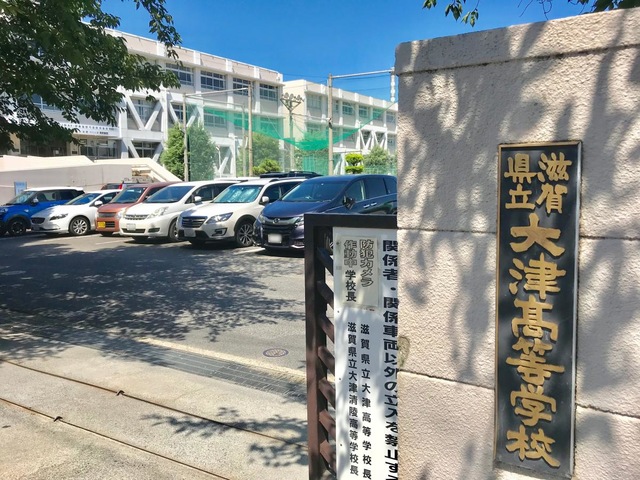 滋賀
県立
大津高等学校
関係者・関係車両以外の立入を禁止す
防犯カメラ
作動中
学校長
滋賀県立大津高等学校長
滋賀県立大津清陵高等学校長